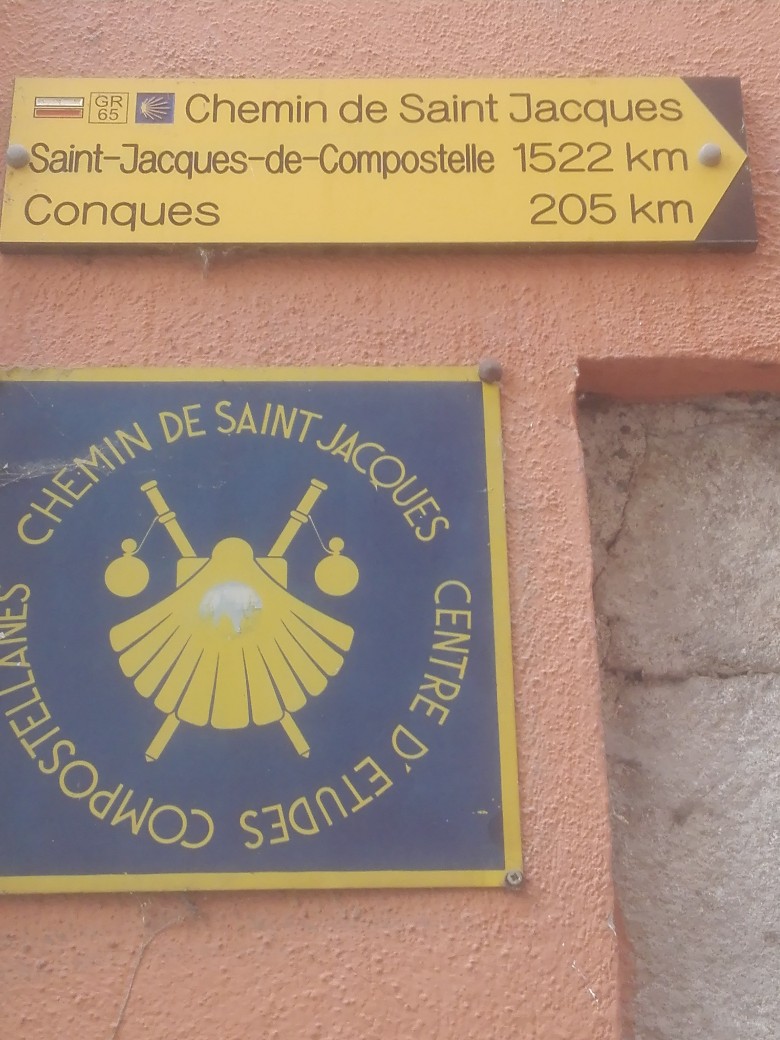 GR
65
Chemin de Saint Jacques
Saint-Jacques-de-Compostelle 1522 km
Conques 205 km
CHEMIN DE SAINT JACQUES
CENTRE D'ETUDES COMPOSTELLANES